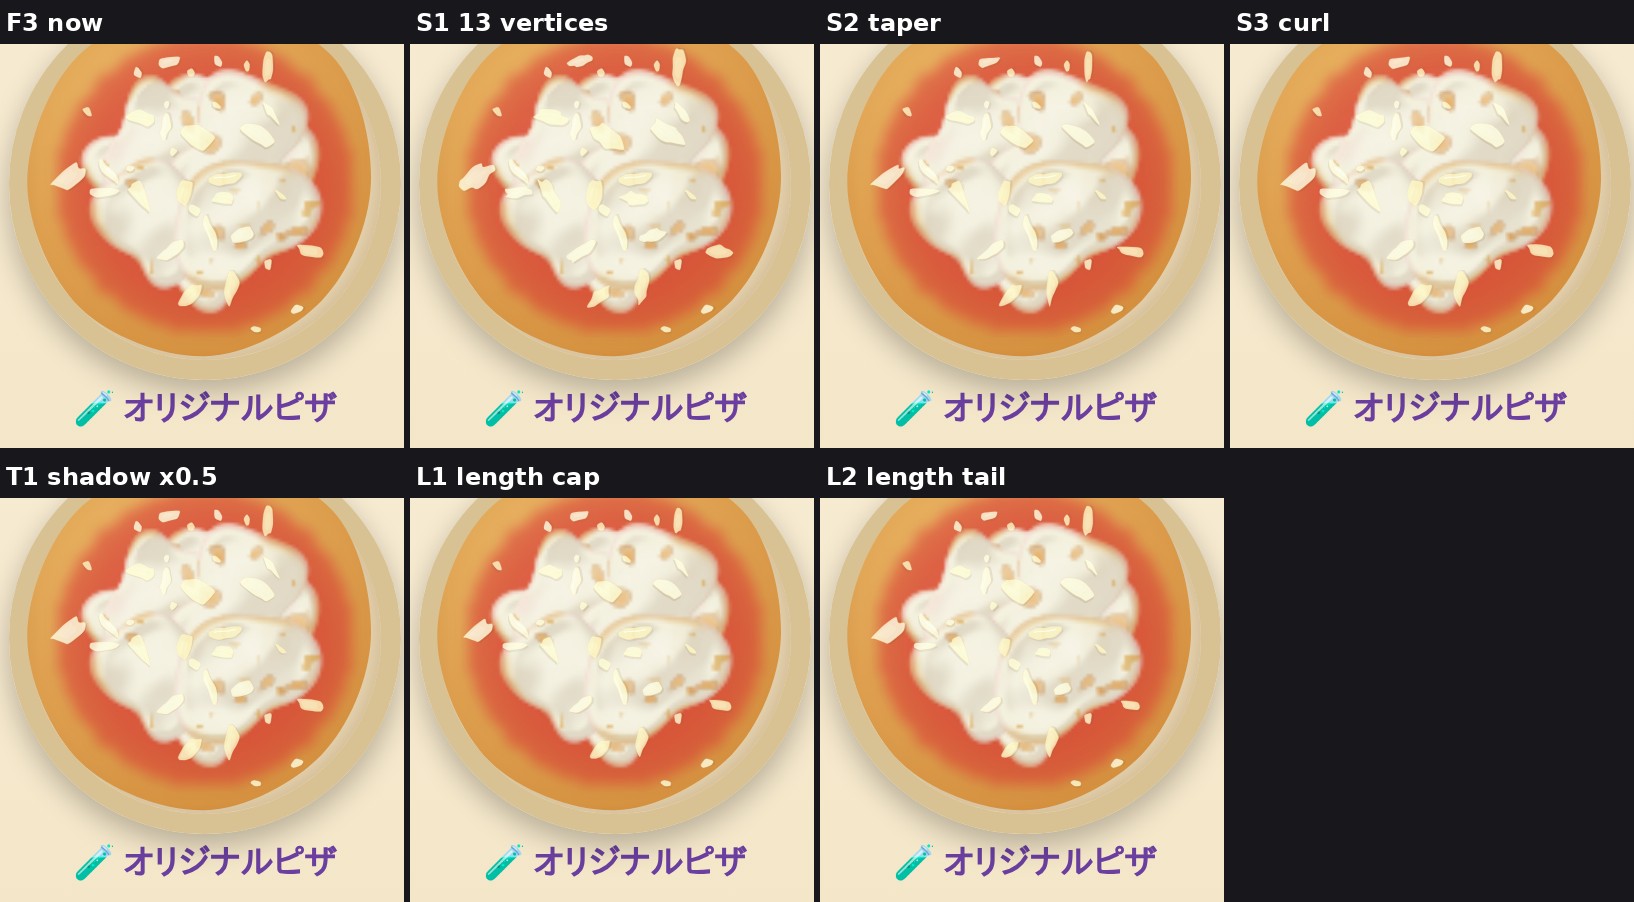 F3 now
S1 13 vertices
S2 taper
S3 curl
オリジナルピザ
オリジナルピザ
オリジナルピザ
オリジナルピザ
T1 shadow x0.5
L1 length cap
L2 length tail
オリジナルピザ
オリジナルピザ
オリジナルピザ